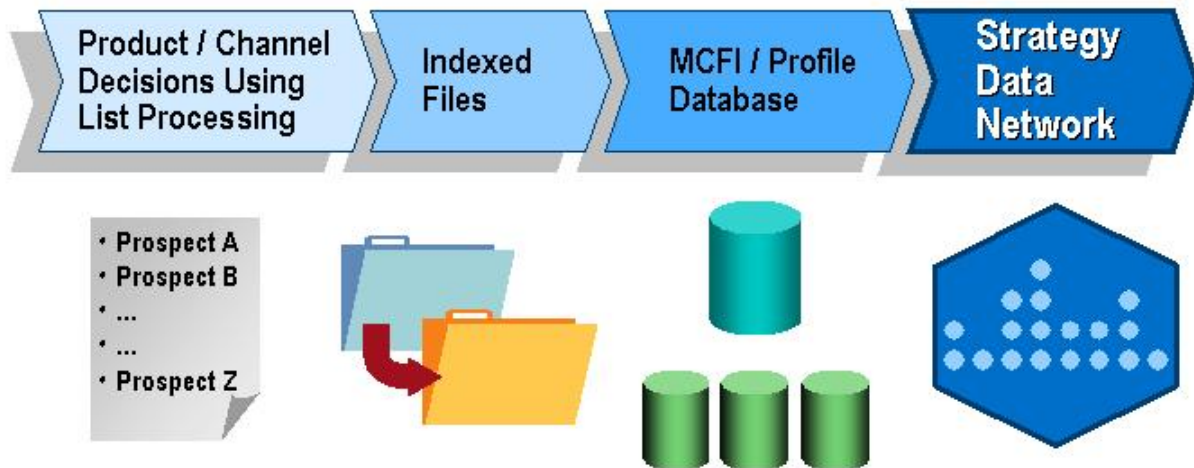 Product / Channel
Decisions Using
List Processing
Indexed
Files
MCFI / Profile
Database
Strategy
Data
Network
· Prospect A
· Prospect B
· ...
· ...
· Prospect Z